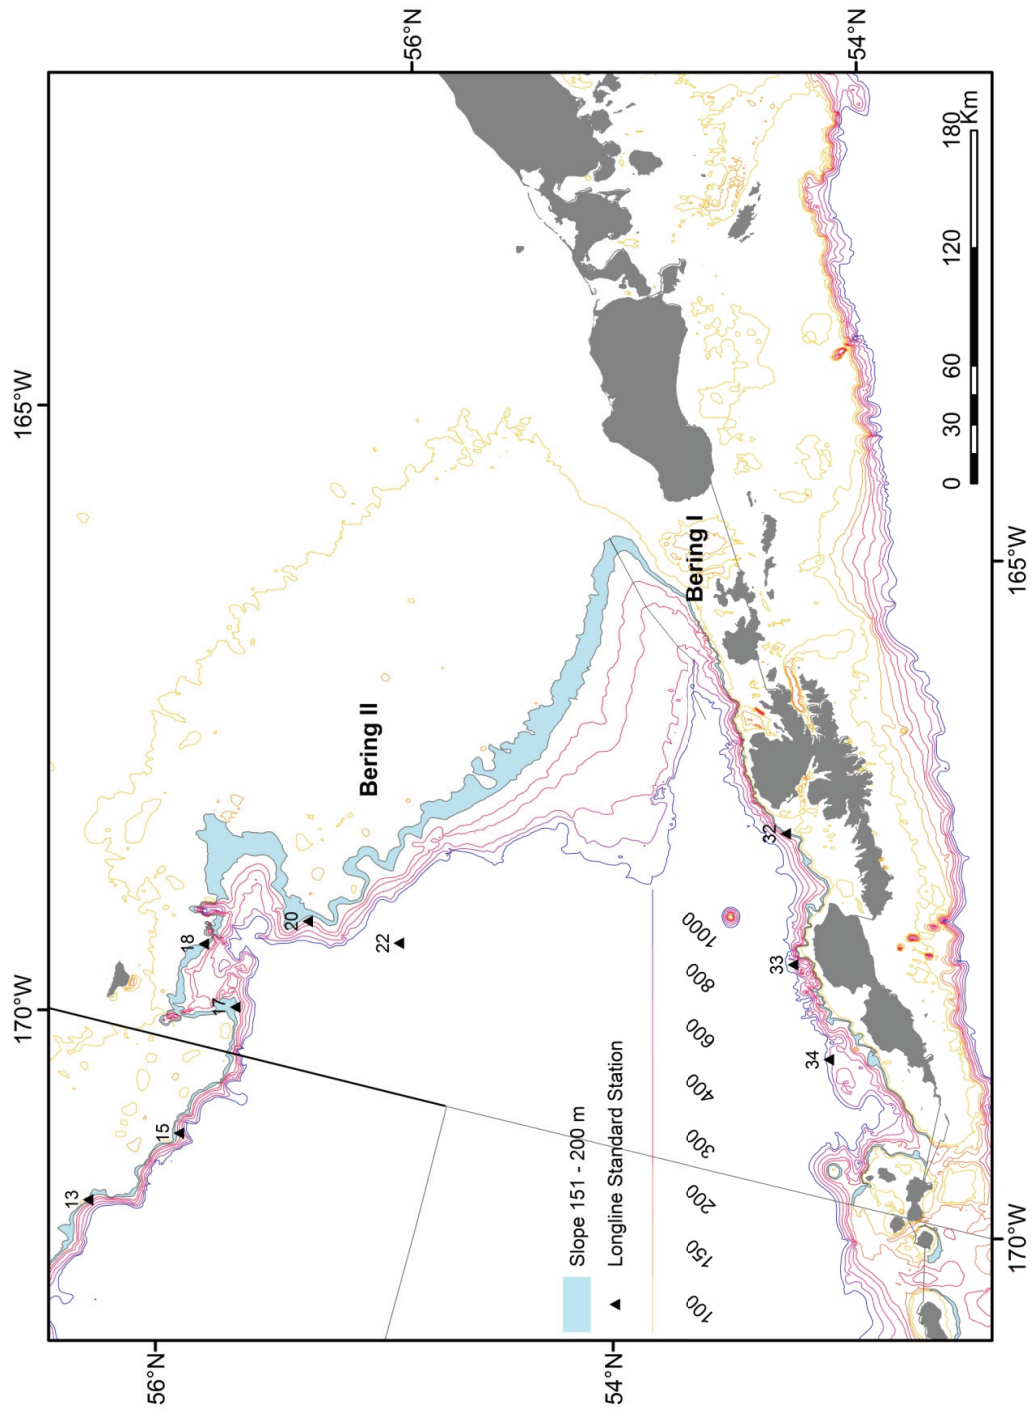 170°W
165°W
56°N
54°N
56°N
54°N
170°W
165°W
Bering II
Bering I
13
15
17
18
20
22
32
33
34
Slope 151 - 200 m
Longline Standard Station
100 150 200 300 400 600 800 1000
0 30 60 120 180
Km